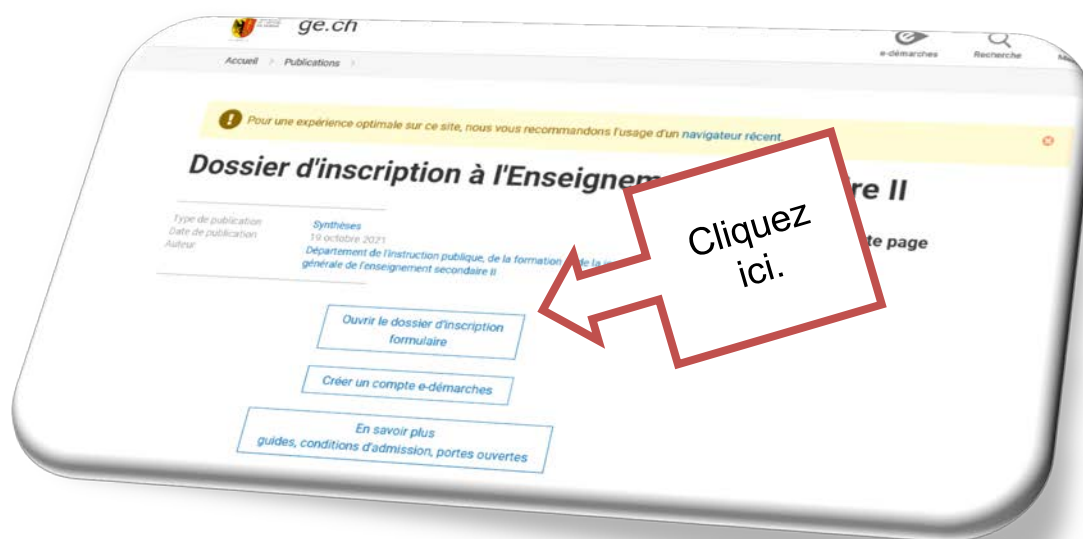 ge.ch
e-démarches
Recherche
Accueil > Publications >
Pour une expérience optimale sur ce site, nous vous recommandons l'usage d'un navigateur récent.
Dossier d'inscription à l'Enseignem re II
te page
Type de publication Synthèses
Date de publication 19 octobre 2021
Auteur Département de l'instruction publique, de la formation de la
générale de l'enseignement secondaire II
Cliquez
ici.
Ouvrir le dossier d'inscription
formulaire
Créer un compte e-démarches
En savoir plus
guides, conditions d'admission, portes ouvertes